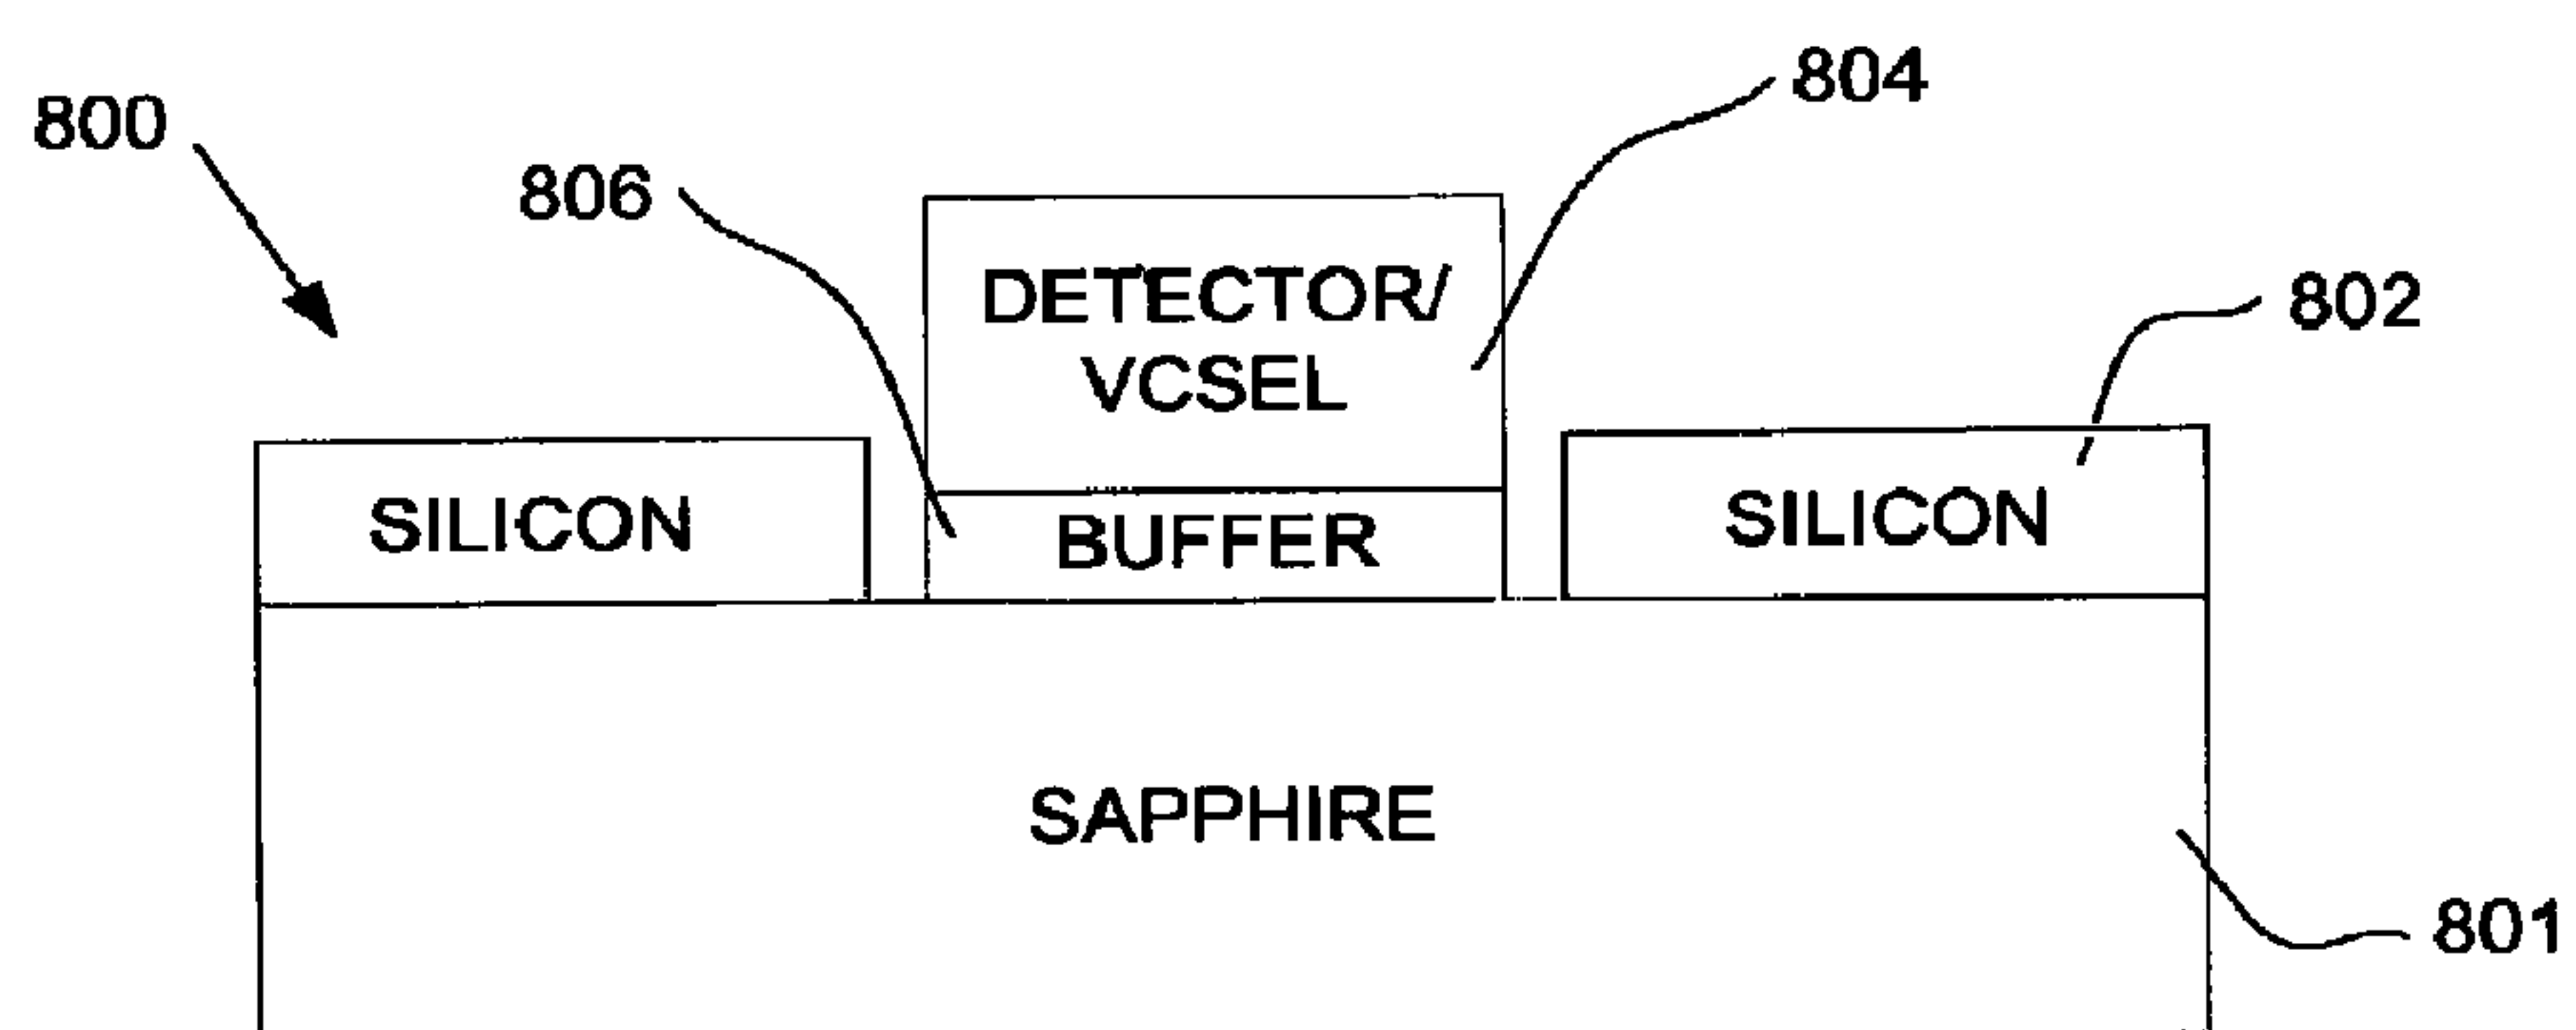 804
800
806
DETECTOR/
VCSEL
802
SILICON
BUFFER
SILICON
SAPPHIRE
801